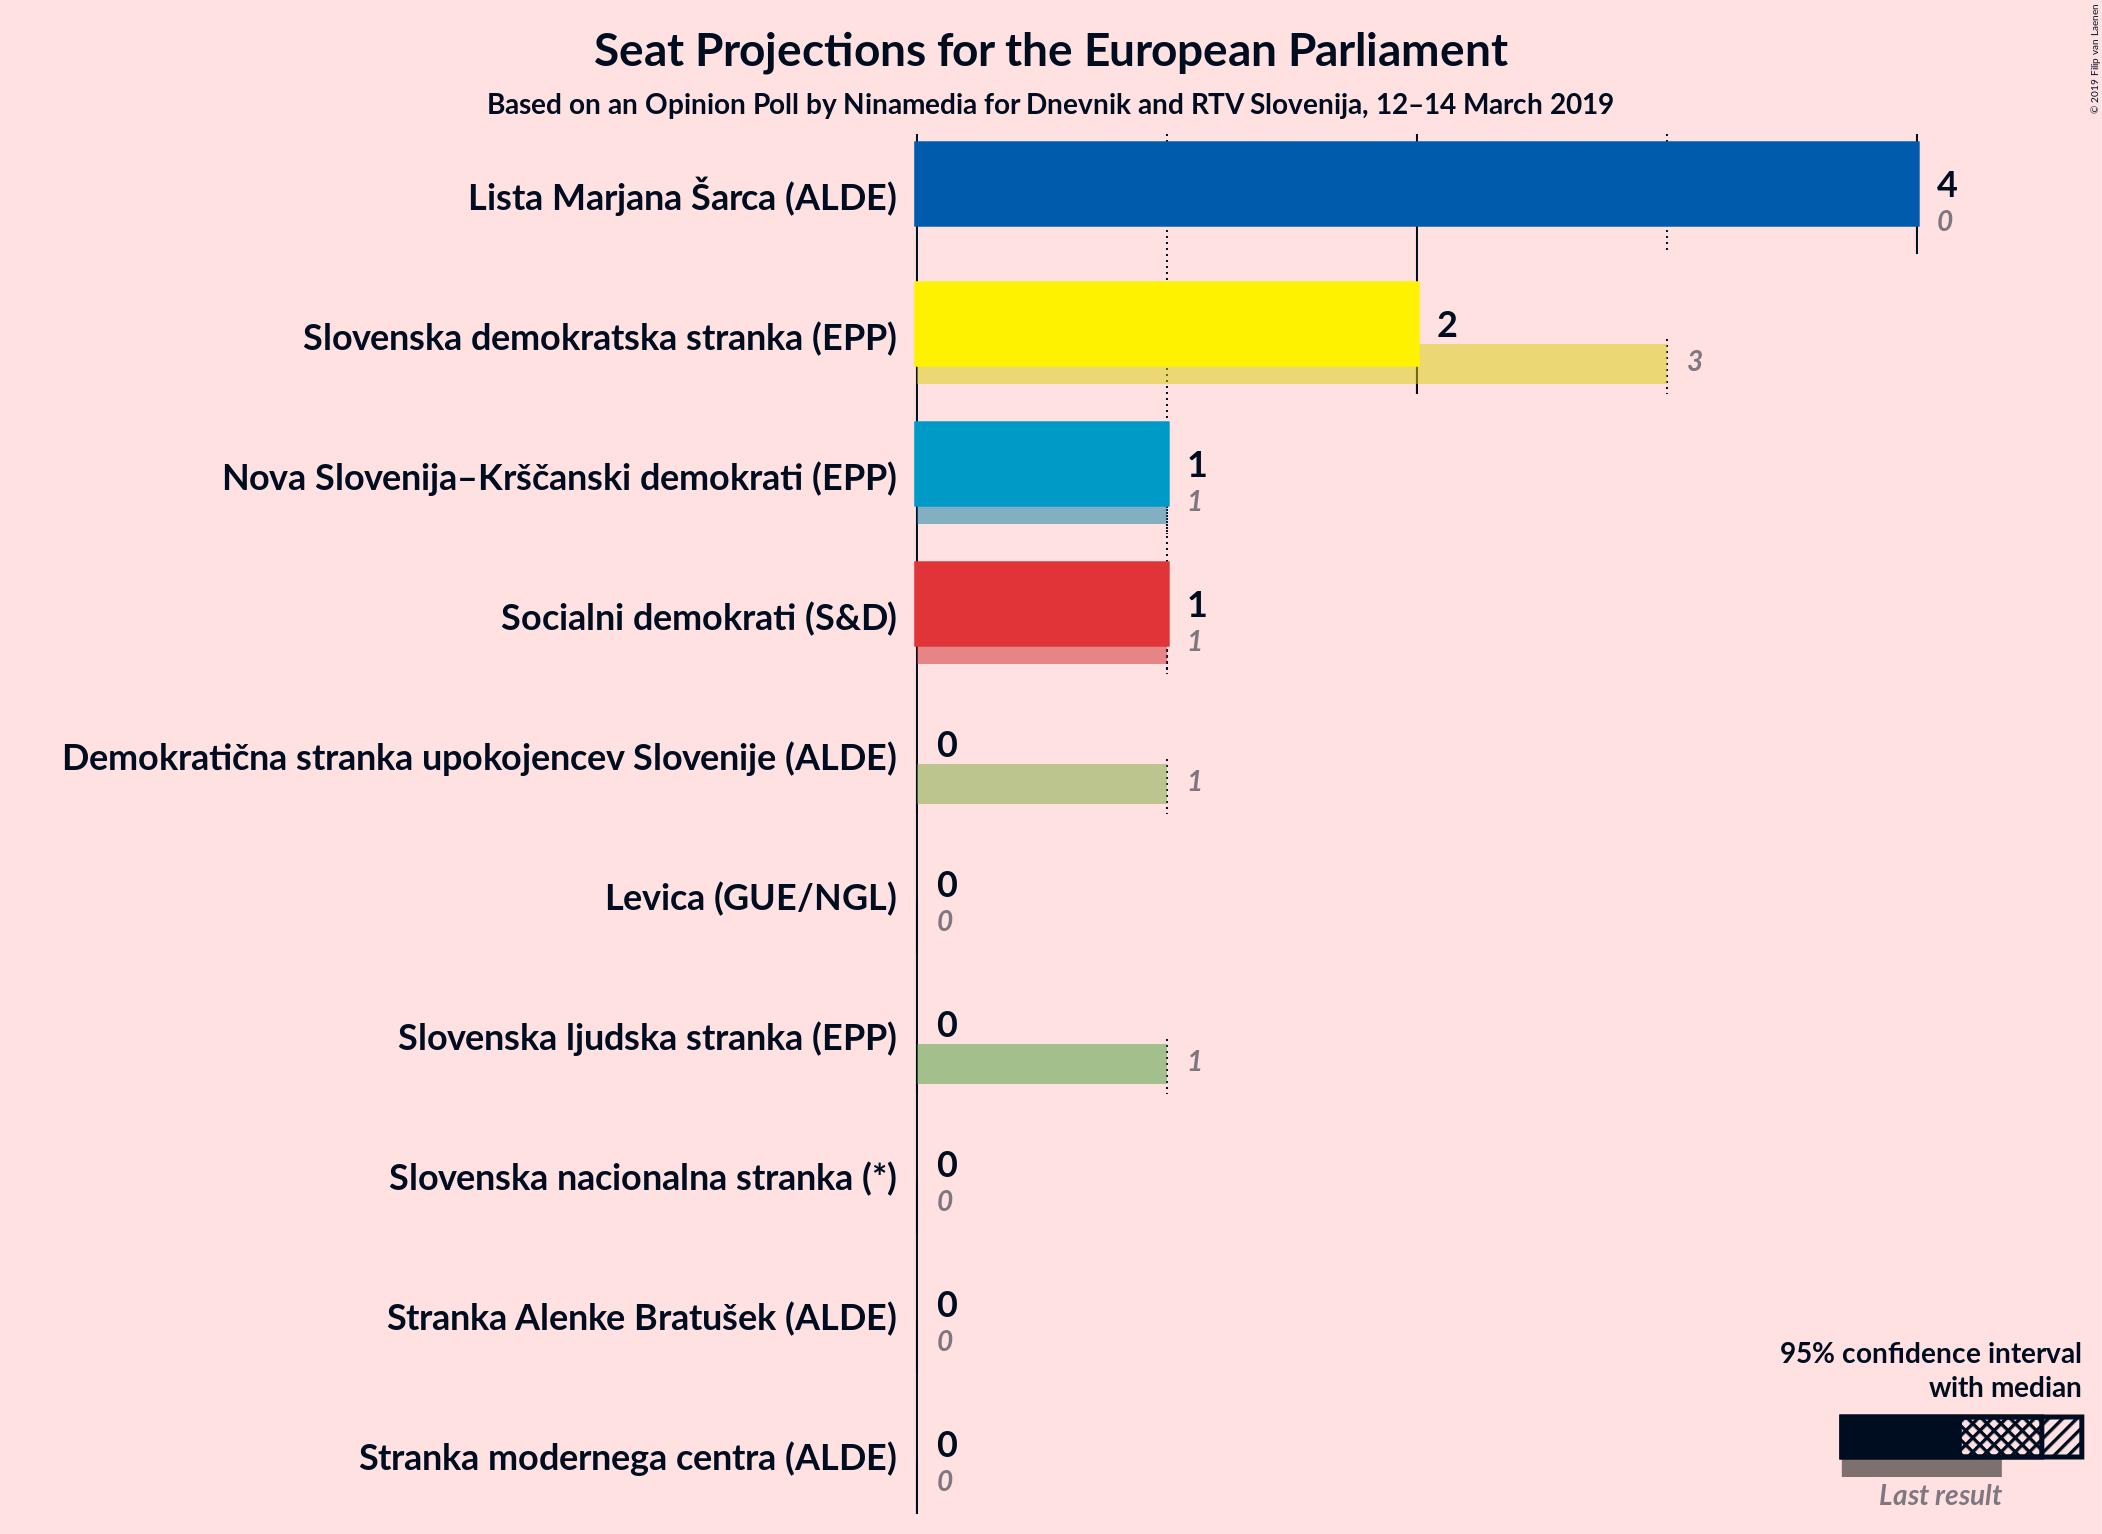 Seat Projections for the European Parliament
Based on an Opinion Poll by Ninamedia for Dnevnik and RTV Slovenija, 12–14 March 2019
© 2019 Filip van Laenen
Lista Marjana Šarca (ALDE)
4
0
Slovenska demokratska stranka (EPP)
2
3
Nova Slovenija–Krščanski demokrati (EPP)
1
1
Socialni demokrati (S&D)
1
1
Demokratična stranka upokojencev Slovenije (ALDE)
0
1
Levica (GUE/NGL)
0
0
Slovenska ljudska stranka (EPP)
0
1
Slovenska nacionalna stranka (*)
0
0
Stranka Alenke Bratušek (ALDE)
0
0
Stranka modernega centra (ALDE)
0
0
95% confidence interval
with median
Last result